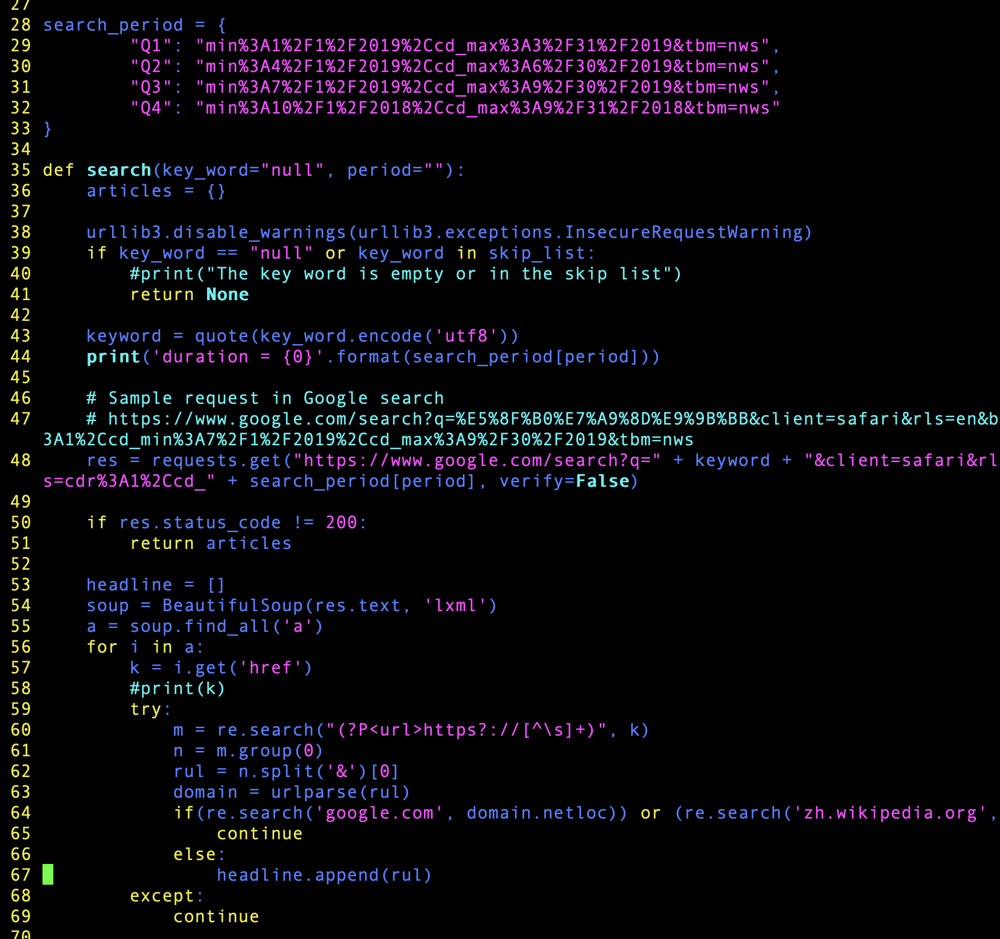 27
28 search_period = {
29         "Q1": "min%3A1%2F1%2F2019%2Ccd_max%3A3%2F31%2F2019&tbm=nws",
30         "Q2": "min%3A4%2F1%2F2019%2Ccd_max%3A6%2F30%2F2019&tbm=nws",
31         "Q3": "min%3A7%2F1%2F2019%2Ccd_max%3A9%2F30%2F2019&tbm=nws",
32         "Q4": "min%3A10%2F1%2F2018%2Ccd_max%3A9%2F31%2F2018&tbm=nws"
33 }
34
35 def search(key_word="null", period=""):
36     articles = {}
37
38     urllib3.disable_warnings(urllib3.exceptions.InsecureRequestWarning)
39     if key_word == "null" or key_word in skip_list:
40         #print("The key word is empty or in the skip list")
41         return None
42
43     keyword = quote(key_word.encode('utf8'))
44     print('duration = {0}'.format(search_period[period]))
45
46     # Sample request in Google search
47     # https://www.google.com/search?q=%E5%8F%B0%E7%A9%8D%E9%9B%BB&client=safari&rls=en&b
3A1%2Ccd_min%3A7%2F1%2F2019%2Ccd_max%3A9%2F30%2F2019&tbm=nws
48     res = requests.get("https://www.google.com/search?q=" + keyword + "&client=safari&rl
s=cdr%3A1%2Ccd_" + search_period[period], verify=False)
49
50     if res.status_code != 200:
51         return articles
52
53     headline = []
54     soup = BeautifulSoup(res.text, 'lxml')
55     a = soup.find_all('a')
56     for i in a:
57         k = i.get('href')
58         #print(k)
59         try:
60             m = re.search("(?P<url>https?://[^\s]+)", k)
61             n = m.group(0)
62             rul = n.split('&')[0]
63             domain = urlparse(rul)
64             if(re.search('google.com', domain.netloc)) or (re.search('zh.wikipedia.org',
65                 continue
66             else:
67                 headline.append(rul)
68         except:
69             continue
70